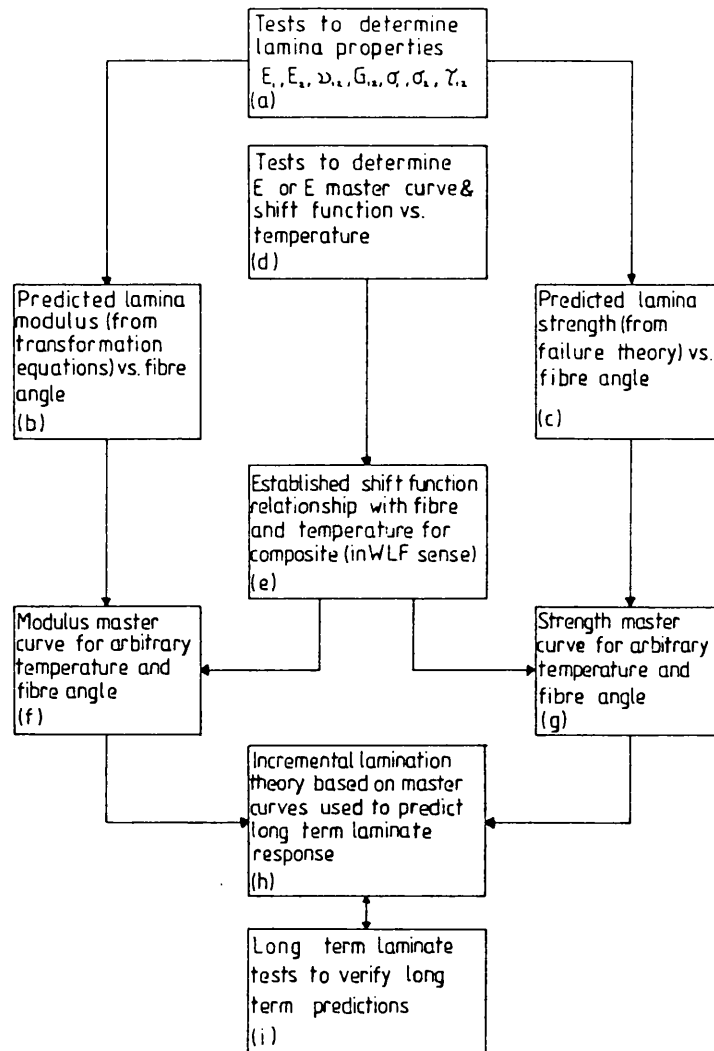 Tests to determine
lamina properties
E₁, E₂, ν₁₂, G₁₂, σ₁, σ₂, τ₁₂
(a)
Tests to determine
E or E master curve &
shift function vs.
temperature
(d)
Predicted lamina
modulus (from
transformation
equations) vs. fibre
angle
(b)
Predicted lamina
strength (from
failure theory) vs.
fibre angle
(c)
Established shift function
relationship with fibre
and temperature for
composite (in WLF sense)
(e)
Modulus master
curve for arbitrary
temperature and
fibre angle
(f)
Strength master
curve for arbitrary
temperature and
fibre angle
(g)
Incremental lamination
theory based on master
curves used to predict
long term laminate
response
(h)
Long term laminate
tests to verify long
term predictions
(i)